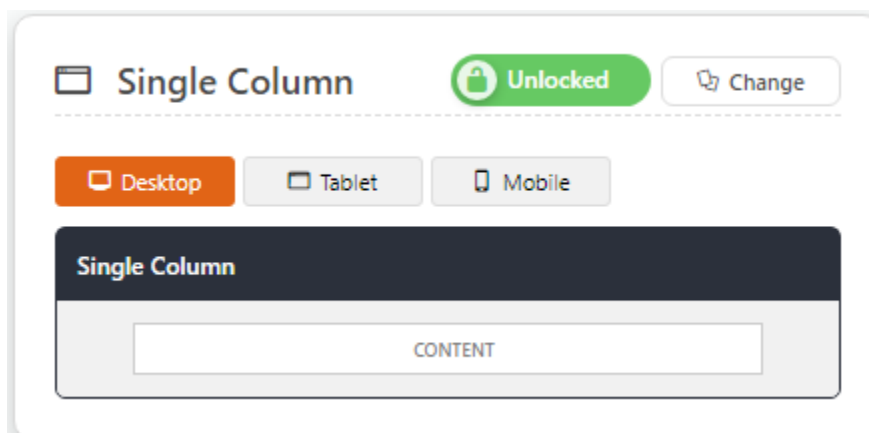 Single Column Unlocked Change
Desktop Tablet Mobile
Single Column
CONTENT